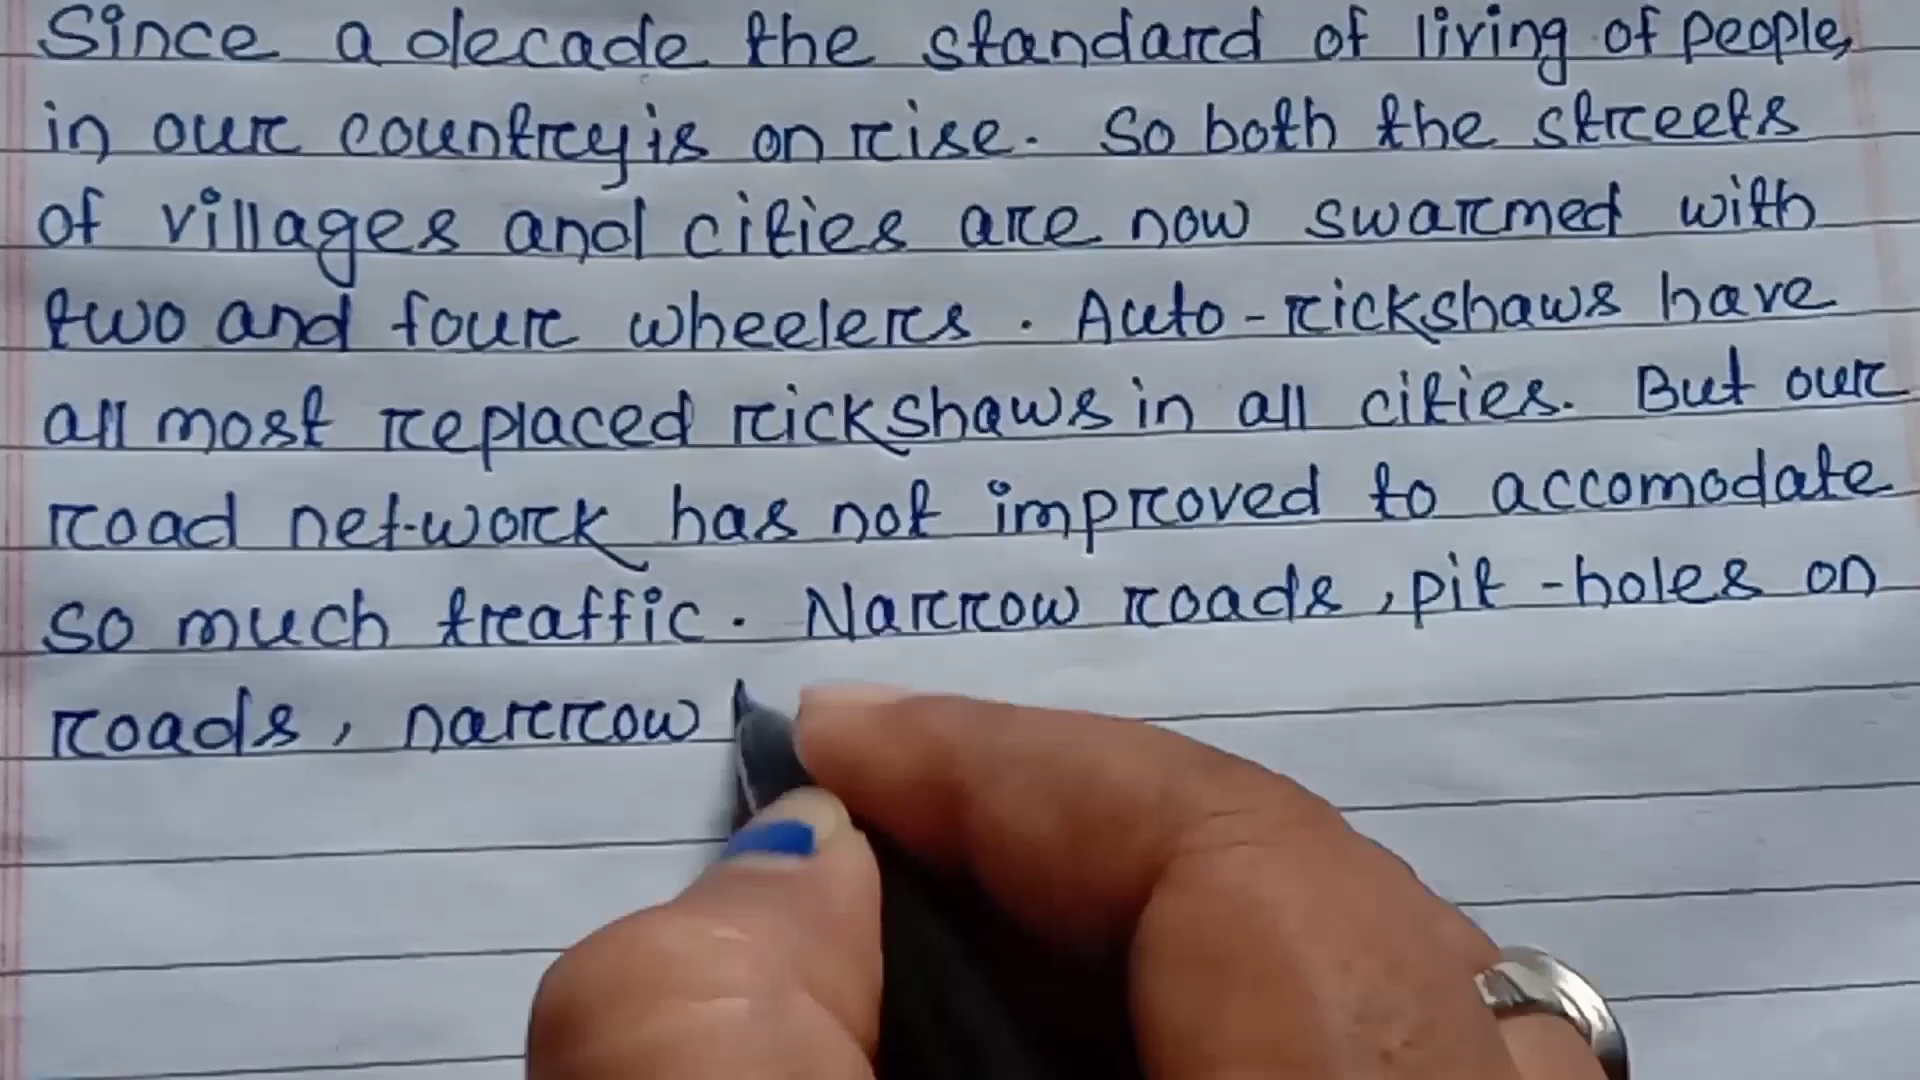 Since a decade the standard of living of people,
in our country is on rise. So both the streets
of villages and cities are now swarmed with
two and four wheelers. Auto-rickshaws have
all most replaced rickshaws in all cities. But our
road net-work has not improved to accomodate
so much traffic. Narrow roads, pit-holes on
roads, narrow